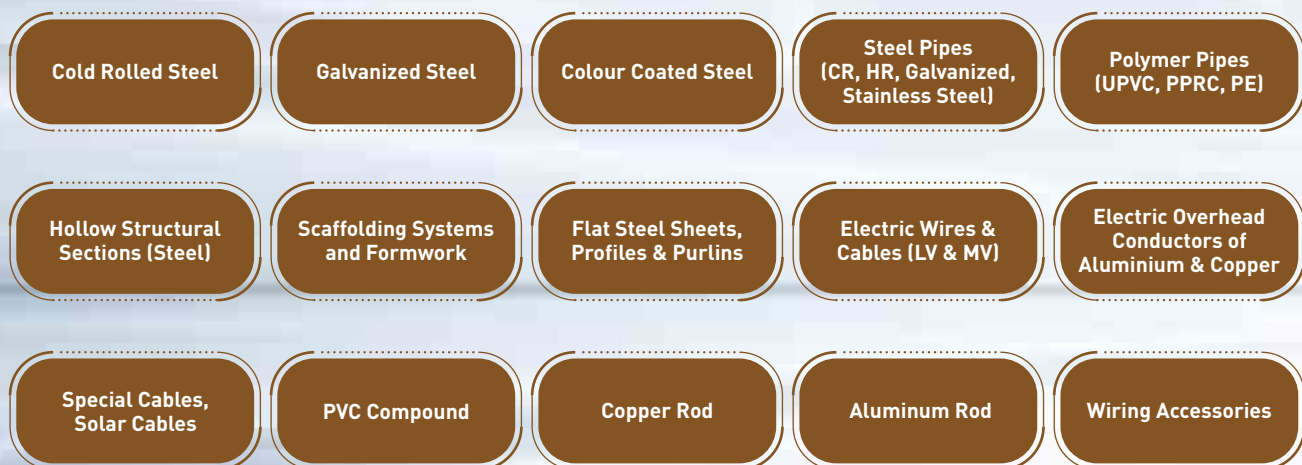 Cold Rolled Steel
Galvanized Steel
Colour Coated Steel
Steel Pipes
(CR, HR, Galvanized,
Stainless Steel)
Polymer Pipes
(UPVC, PPRC, PE)
Hollow Structural
Sections (Steel)
Scaffolding Systems
and Formwork
Flat Steel Sheets,
Profiles & Purlins
Electric Wires &
Cables (LV & MV)
Electric Overhead
Conductors of
Aluminium & Copper
Special Cables,
Solar Cables
PVC Compound
Copper Rod
Aluminum Rod
Wiring Accessories